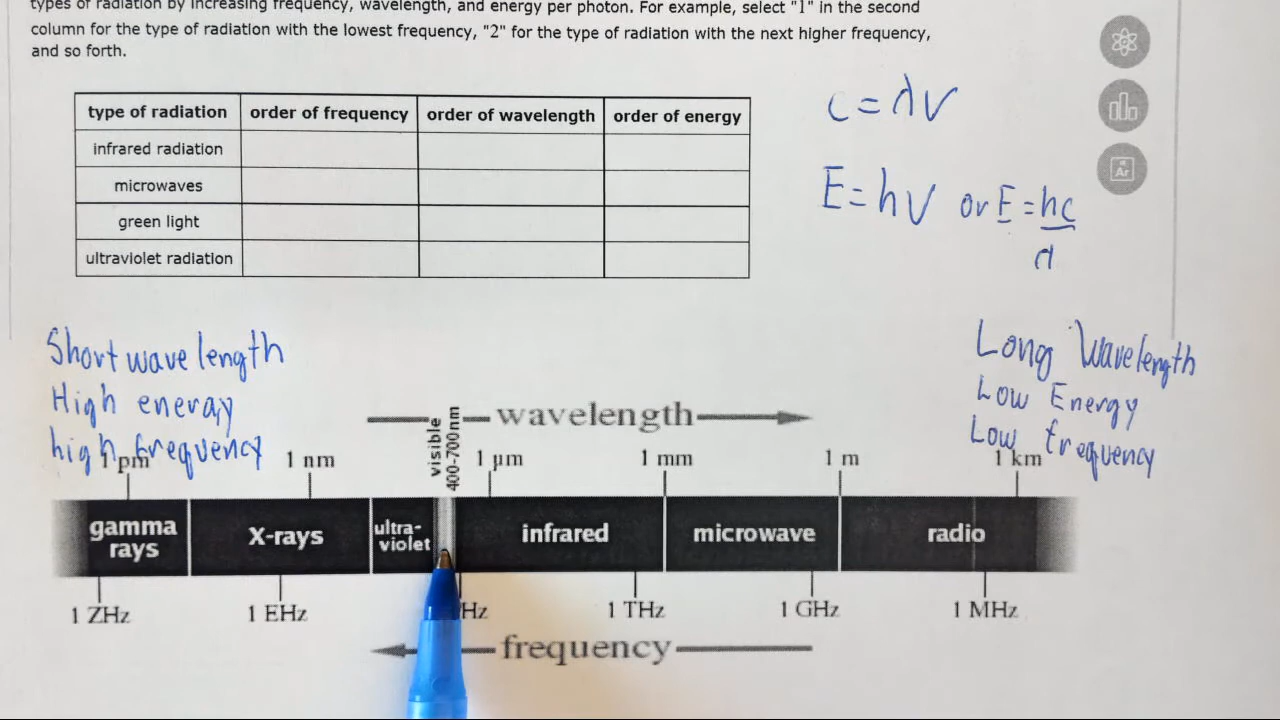 types of radiation by increasing frequency, wavelength, and energy per photon. For example, select "1" in the second
column for the type of radiation with the lowest frequency, "2" for the type of radiation with the next higher frequency,
and so forth.
type of radiation order of frequency order of wavelength order of energy
infrared radiation
microwaves
green light
ultraviolet radiation
C = λν
E = hν or E = hc
λ
Ar
Short wavelength
High energy
high frequency
Long Wavelength
Low Energy
Low frequency
wavelength
visible
400-700nm
1 pm 1 nm 1 µm 1 mm 1 m 1 km
gamma
rays
X-rays
ultra-
violet
infrared
microwave
radio
1 ZHz 1 EHz Hz 1 THz 1 GHz 1 MHz
frequency